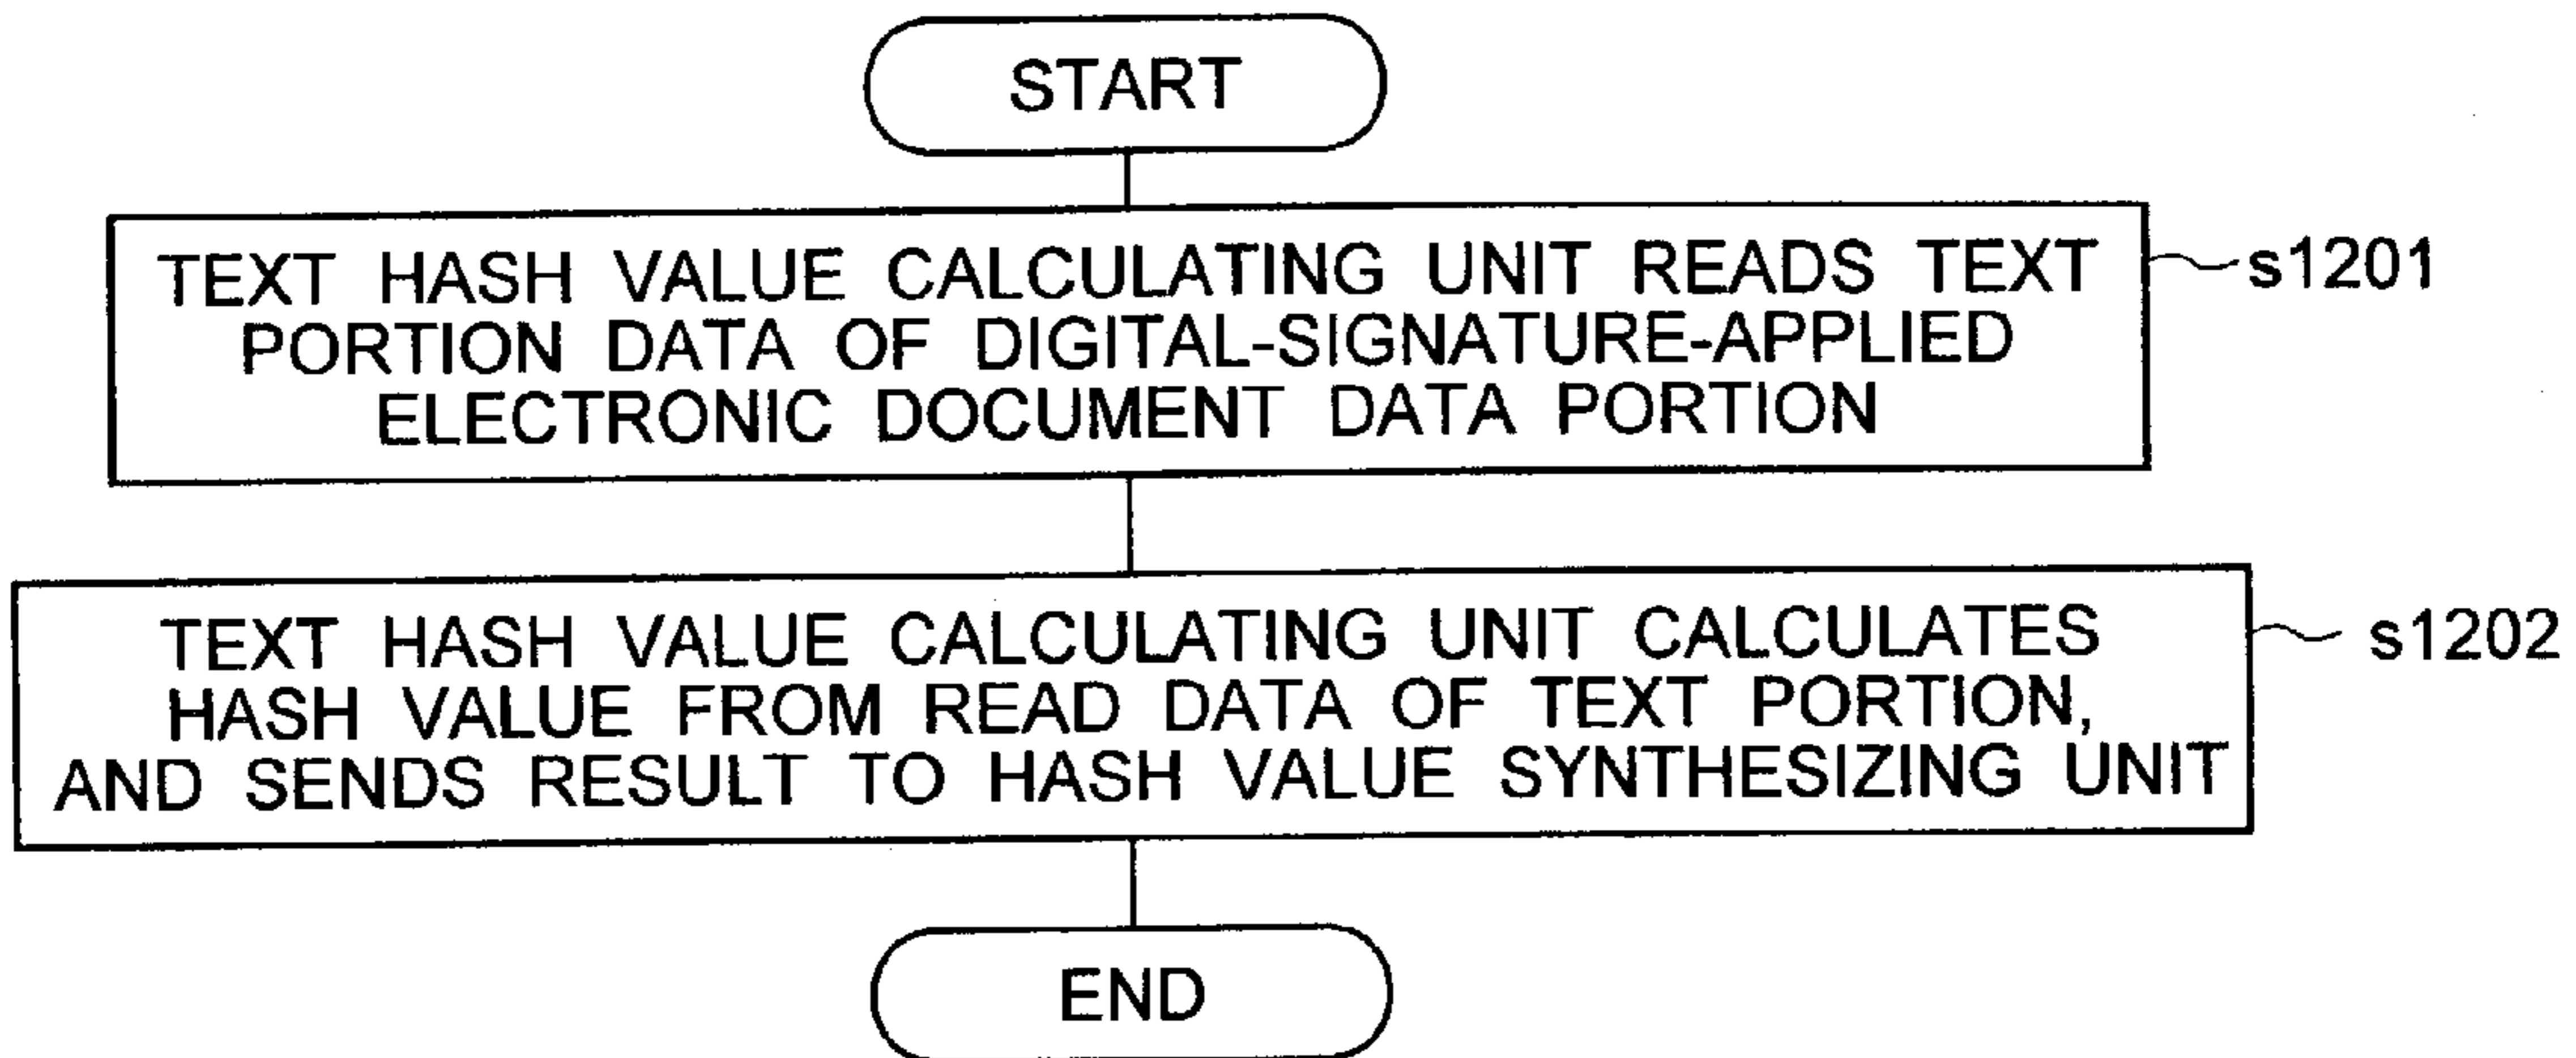 START
TEXT HASH VALUE CALCULATING UNIT READS TEXT
PORTION DATA OF DIGITAL-SIGNATURE-APPLIED
ELECTRONIC DOCUMENT DATA PORTION
s1201
TEXT HASH VALUE CALCULATING UNIT CALCULATES
HASH VALUE FROM READ DATA OF TEXT PORTION,
AND SENDS RESULT TO HASH VALUE SYNTHESIZING UNIT
s1202
END